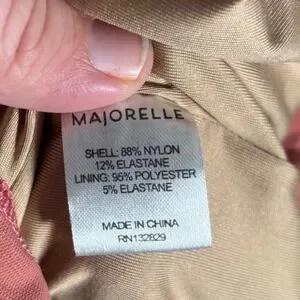 MAJORELLE
SHELL: 88% NYLON
12% ELASTANE
LINING: 95% POLYESTER
5% ELASTANE
MADE IN CHINA
RN132829